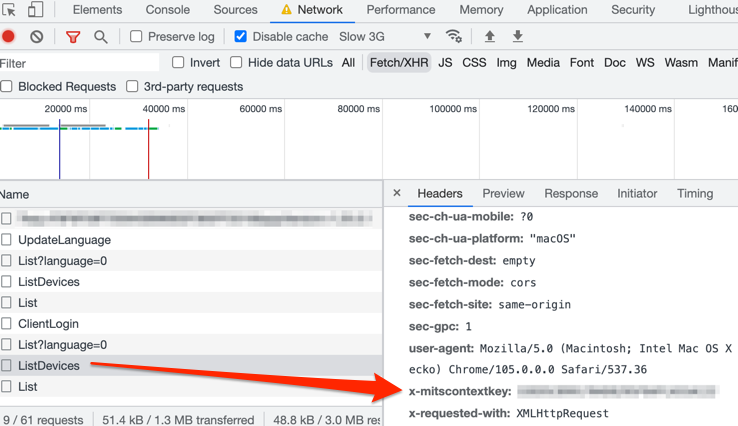 Elements Console Sources Network Performance Memory Application Security Lighthou
Preserve log Disable cache Slow 3G
Filter Invert Hide data URLs All Fetch/XHR JS CSS Img Media Font Doc WS Wasm Manif
Blocked Requests 3rd-party requests
20000 ms 40000 ms 60000 ms 80000 ms 100000 ms 120000 ms 140000 ms 160
Name
UpdateLanguage
List?language=0
ListDevices
List
ClientLogin
List?language=0
ListDevices
List
9 / 61 requests 51.4 kB / 1.3 MB transferred 48.8 kB / 3.0 MB res
× Headers Preview Response Initiator Timing
sec-ch-ua-mobile: ?0
sec-ch-ua-platform: "macOS"
sec-fetch-dest: empty
sec-fetch-mode: cors
sec-fetch-site: same-origin
sec-gpc: 1
user-agent: Mozilla/5.0 (Macintosh; Intel Mac OS X
ecko) Chrome/105.0.0.0 Safari/537.36
x-mitscontextkey:
x-requested-with: XMLHttpRequest